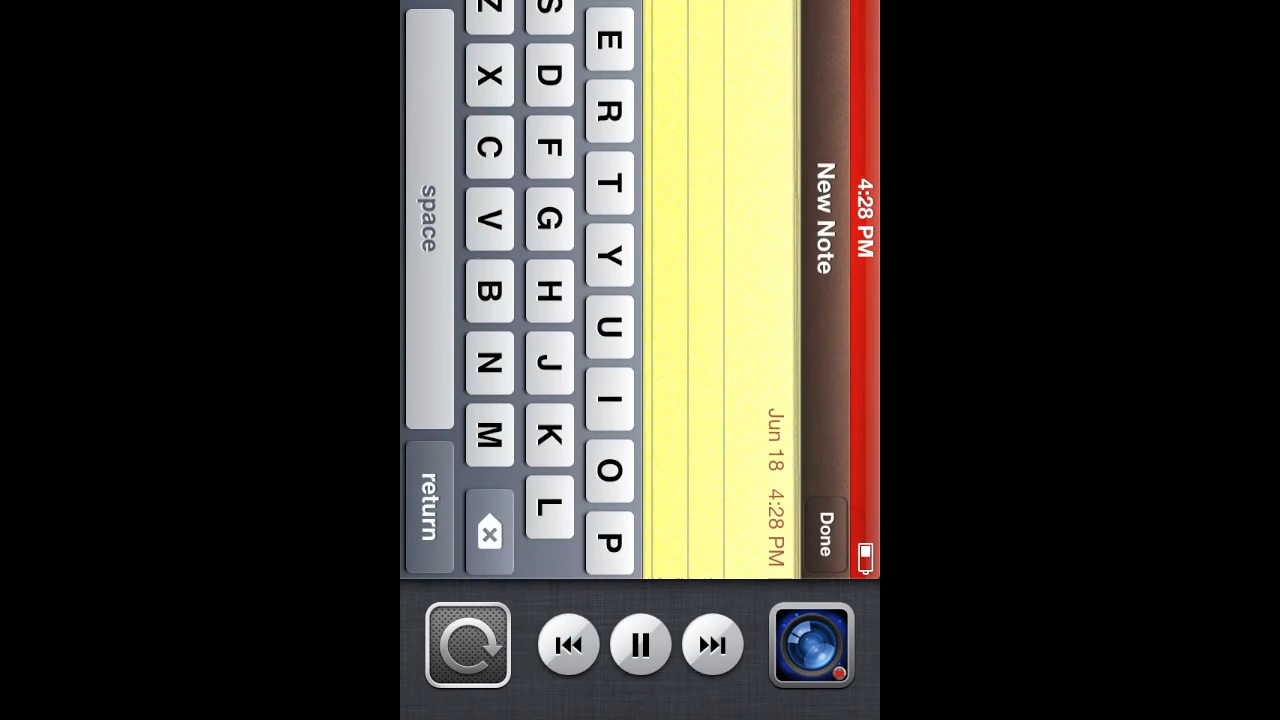 4:28 PM
New Note
Done
Jun 18 4:28 PM
E R T Y U I O P
S D F G H J K L
Z X C V B N M
space
return